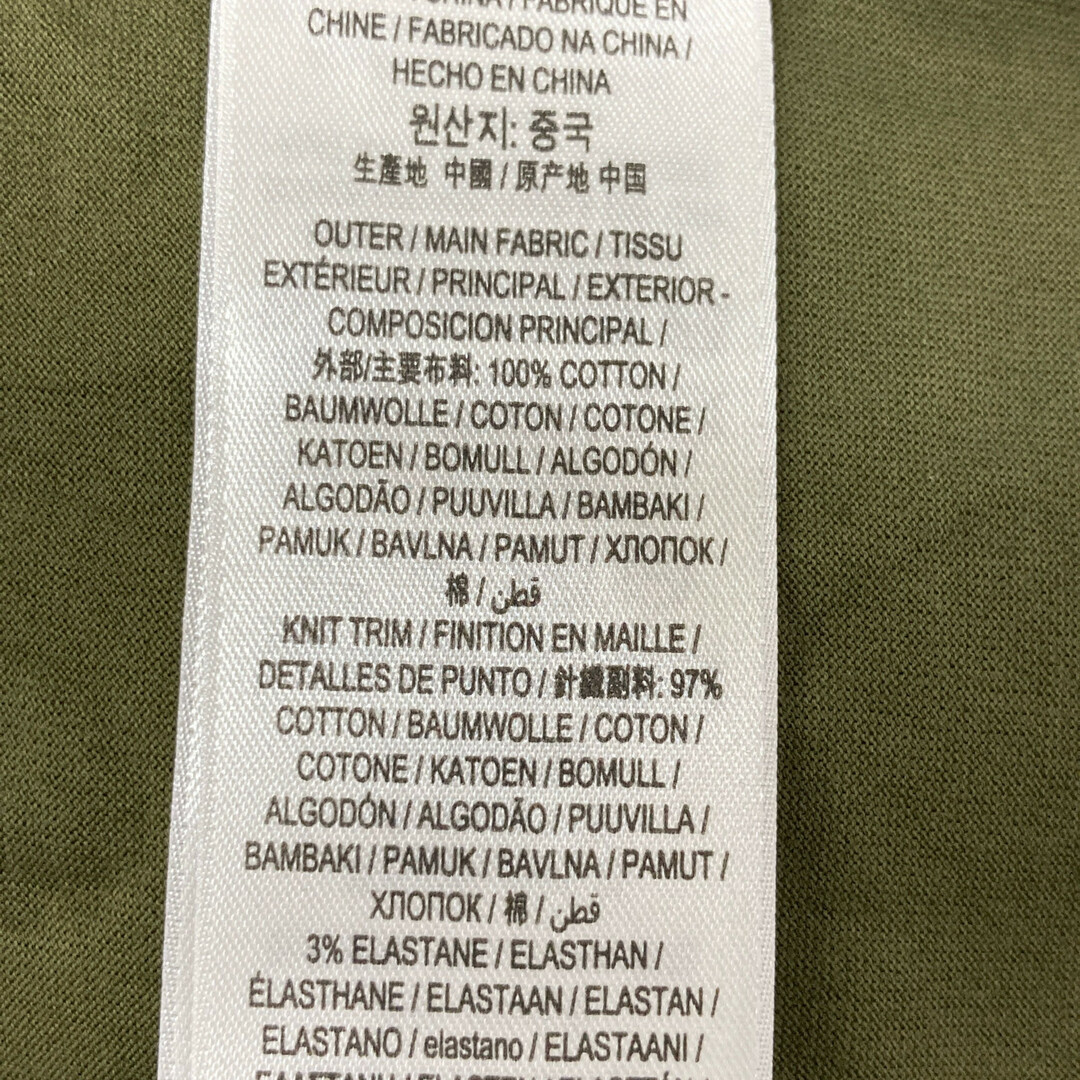 CHINA / FABRIQUÉ EN
CHINE / FABRICADO NA CHINA /
HECHO EN CHINA
원산지: 중국
生產地 中國 / 原产地 中国
OUTER / MAIN FABRIC / TISSU
EXTÉRIEUR / PRINCIPAL / EXTERIOR -
COMPOSICION PRINCIPAL /
外部/主要布料: 100% COTTON /
BAUMWOLLE / COTON / COTONE /
KATOEN / BOMULL / ALGODÓN /
ALGODÃO / PUUVILLA / BAMBAKI /
PAMUK / BAVLNA / PAMUT / ХЛОПОК /
棉 / قطن
KNIT TRIM / FINITION EN MAILLE /
DETALLES DE PUNTO / 針織副料: 97%
COTTON / BAUMWOLLE / COTON /
COTONE / KATOEN / BOMULL /
ALGODÓN / ALGODÃO / PUUVILLA /
BAMBAKI / PAMUK / BAVLNA / PAMUT /
ХЛОПОК / 棉 / قطن
3% ELASTANE / ELASTHAN /
ÉLASTHANE / ELASTAAN / ELASTAN /
ELASTANO / elastano / ELASTAANI /